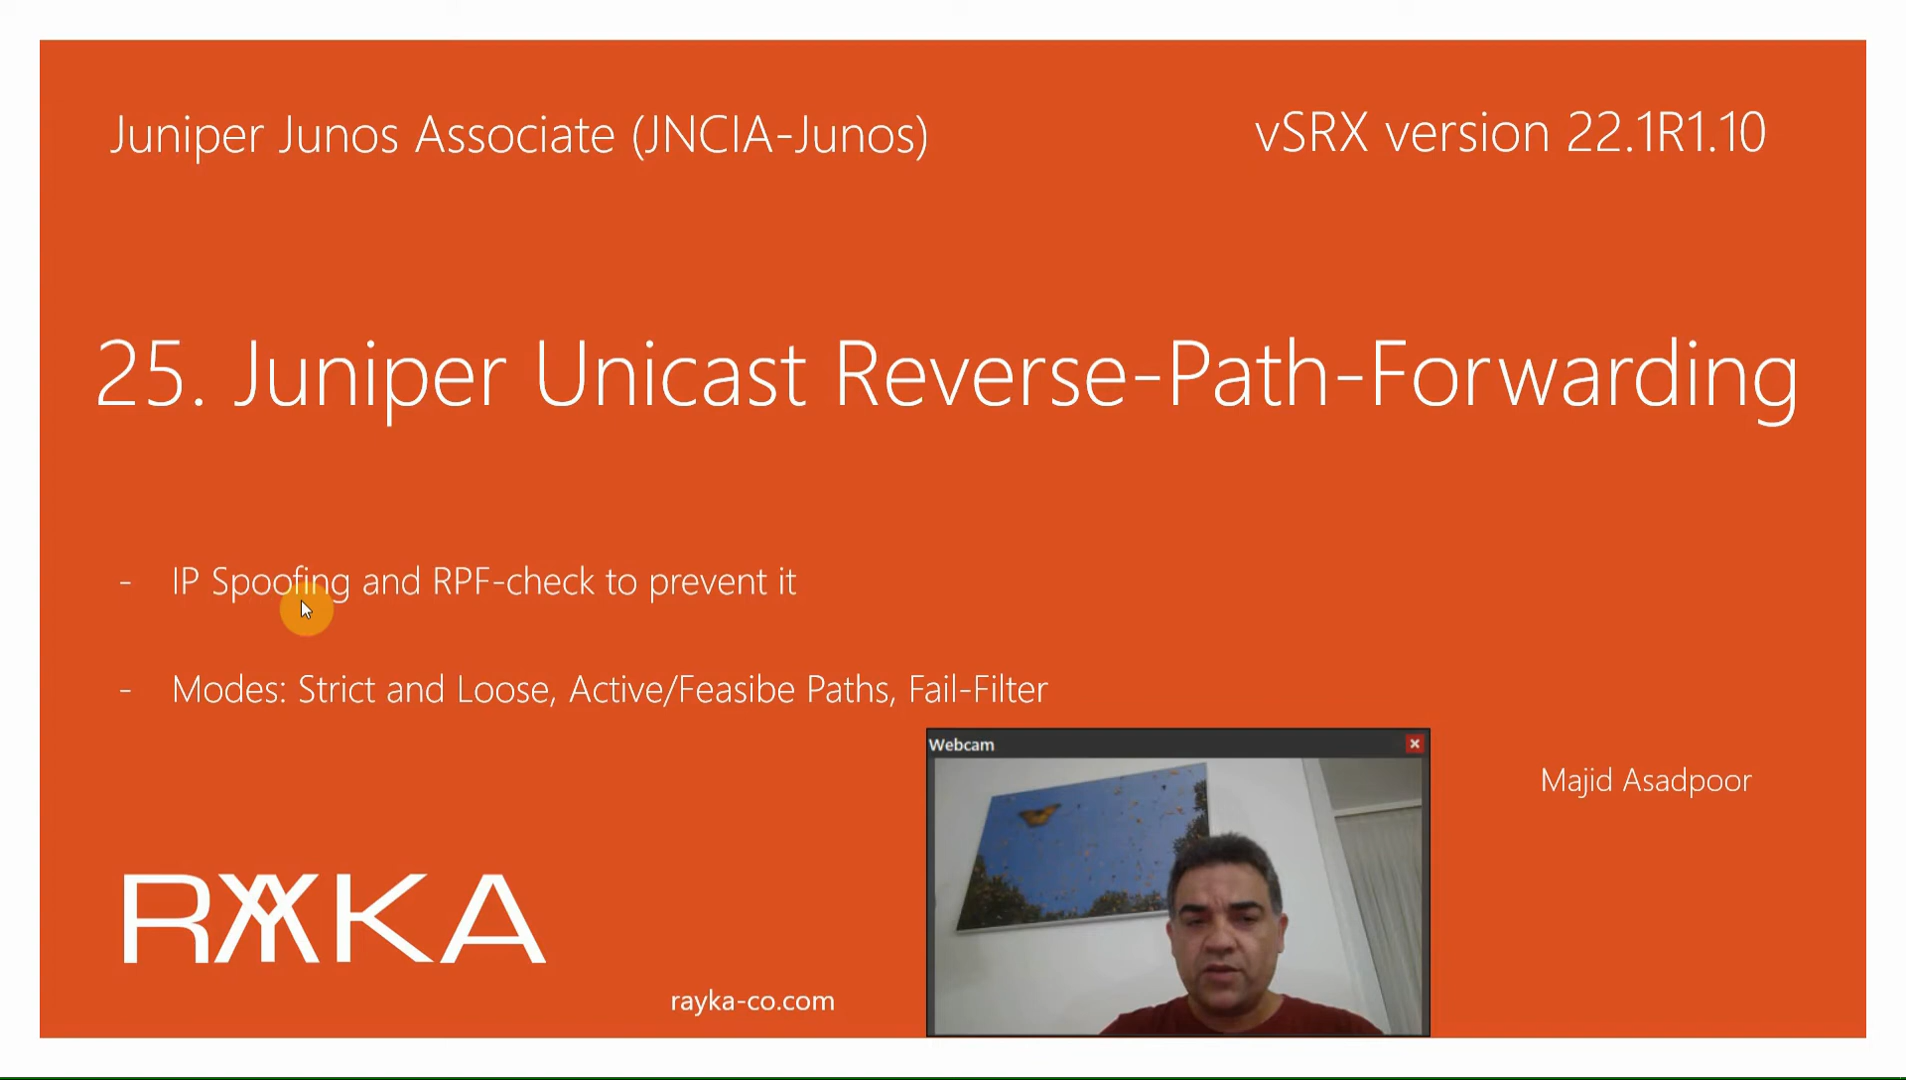 Juniper Junos Associate (JNCIA-Junos)
vSRX version 22.1R1.10
25. Juniper Unicast Reverse-Path-Forwarding
- IP Spoofing and RPF-check to prevent it
- Modes: Strict and Loose, Active/Feasibe Paths, Fail-Filter
Webcam
Majid Asadpoor
RAYKA
rayka-co.com